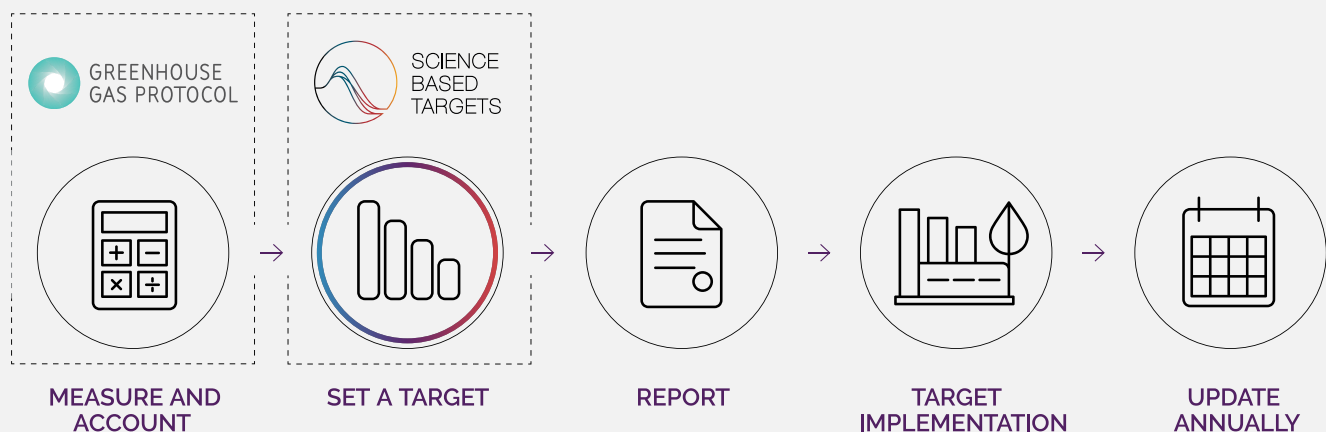 GREENHOUSE
GAS PROTOCOL
SCIENCE
BASED
TARGETS
MEASURE AND
ACCOUNT
SET A TARGET
REPORT
TARGET
IMPLEMENTATION
UPDATE
ANNUALLY